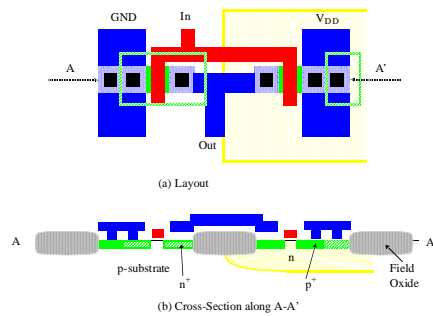 GND
In
VDD
A
A'
Out
(a) Layout
A
A
p-substrate
n+
n
p+
Field
Oxide
(b) Cross-Section along A-A'